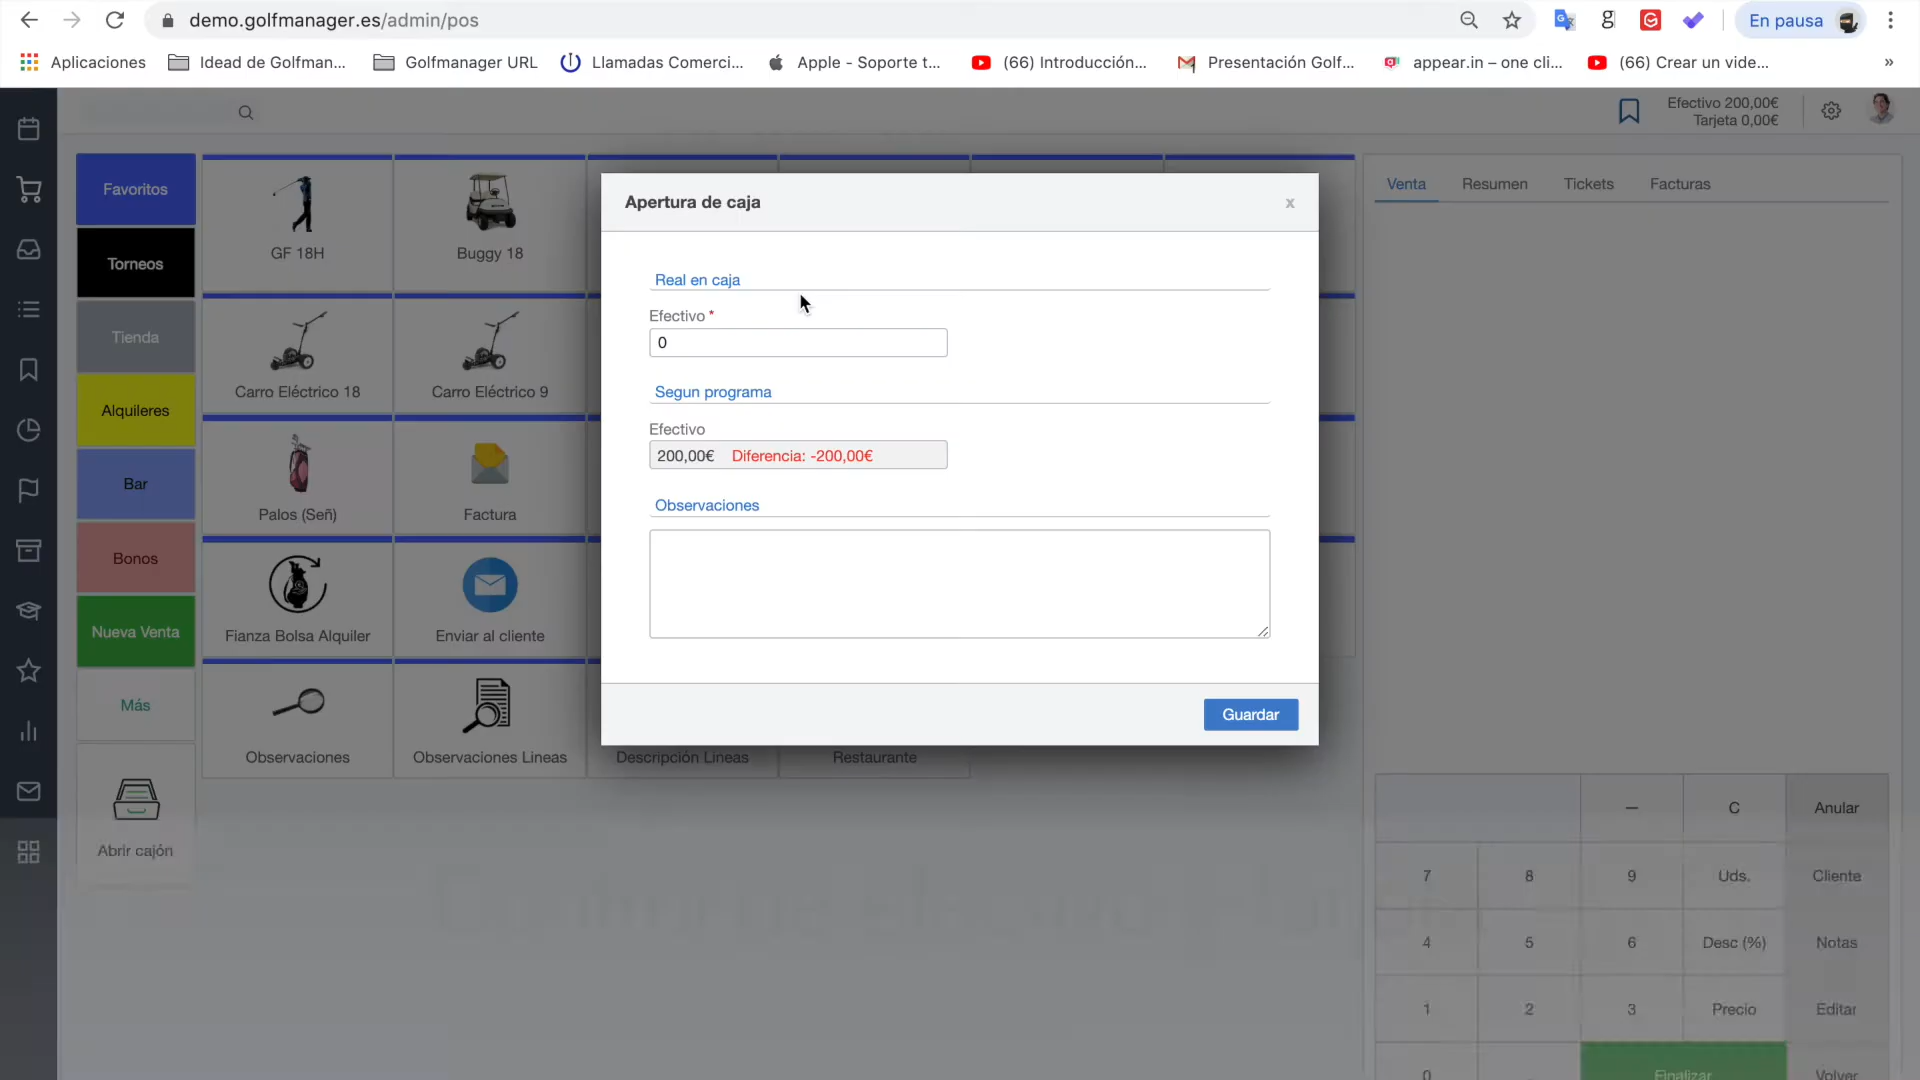 demo.golfmanager.es/admin/pos
En pausa
Aplicaciones
Idead de Golfman...
Golfmanager URL
Llamadas Comerci...
Apple - Soporte t...
(66) Introducción...
Presentación Golf...
appear.in – one cli...
(66) Crear un vide...
»
Efectivo 200,00€
Tarjeta 0,00€
Favoritos
Torneos
Tienda
Alquileres
Bar
Bonos
Nueva Venta
Más
Abrir cajón
GF 18H
Buggy 18
Carro Eléctrico 18
Carro Eléctrico 9
Palos (Señ)
Factura
Fianza Bolsa Alquiler
Enviar al cliente
Observaciones
Observaciones Lineas
Descripción Lineas
Restaurante
Apertura de caja
x
Real en caja
Efectivo *
0
Segun programa
Efectivo
200,00€ Diferencia: -200,00€
Observaciones
Guardar
Venta
Resumen
Tickets
Facturas
— C Anular
7 8 9 Uds. Cliente
4 5 6 Desc (%) Notas
1 2 3 Precio Editar
0 Finalizar Volver